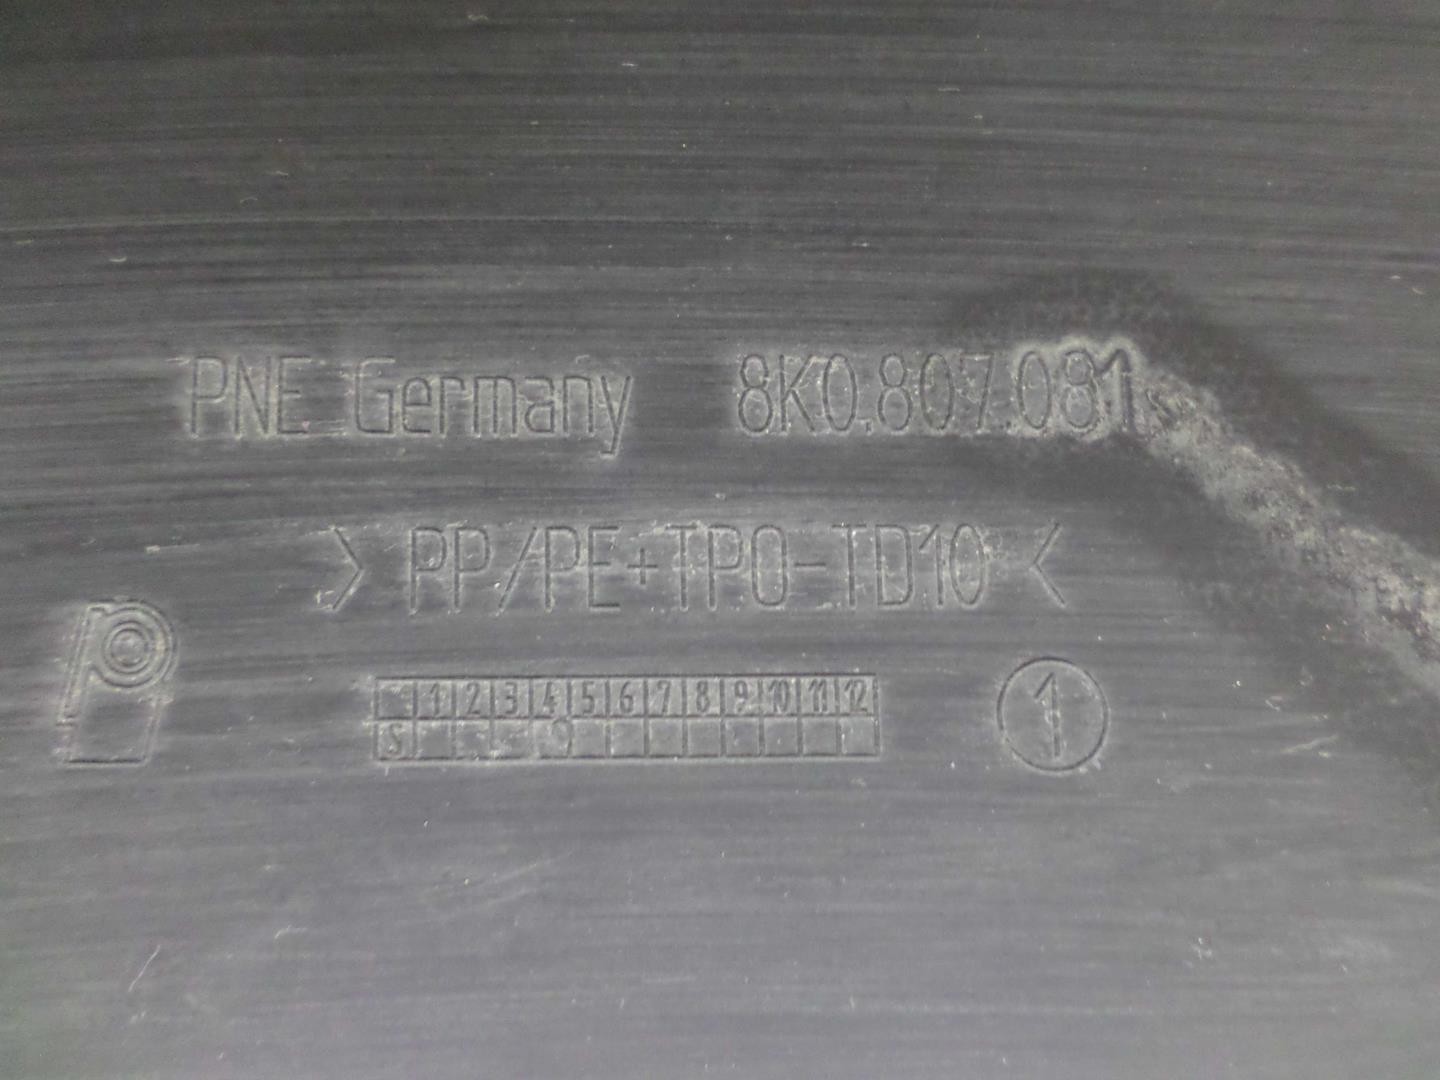 PNE Germany 8K0.807.081
>PP/PE+TPO-TD10<
1 2 3 4 5 6 7 8 9 10 11 12 1
S 9